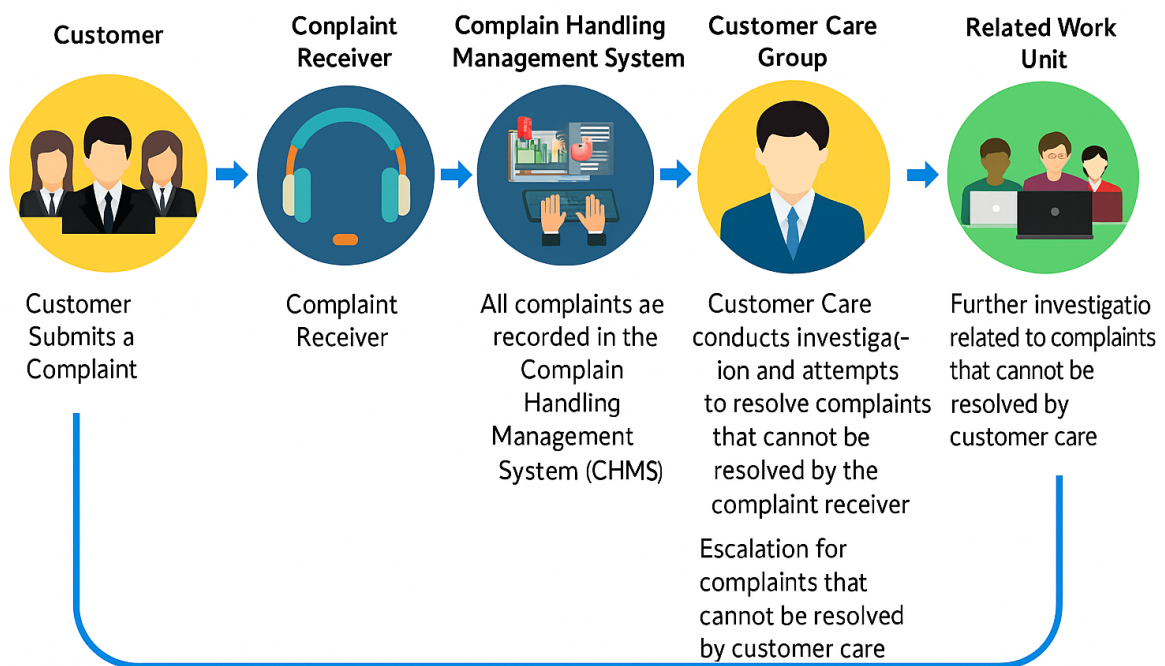 Customer
Conplaint
Receiver
Complain Handling
Management System
Customer Care
Group
Related Work
Unit
Customer
Submits a
Complaint
Complaint
Receiver
All complaints ae
recorded in the
Complain
Handling
Management
System (CHMS)
Customer Care
conducts investiga(-
ion and attempts
to resolve complaints
that cannot be
resolved by the
complaint receiver
Escalation for
complaints that
cannot be resolved
by customer care
Further investigatio
related to complaints
that cannot be
resolved by
customer care